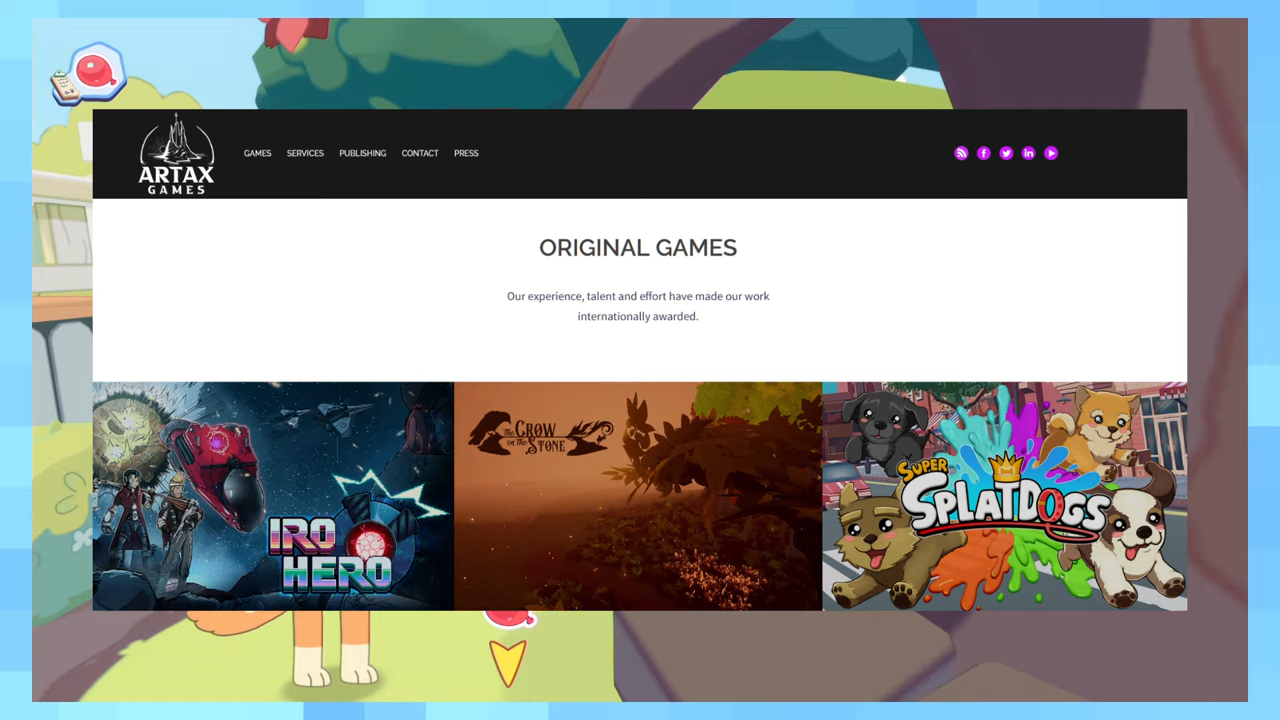 ARTAX
GAMES
GAMES SERVICES PUBLISHING CONTACT PRESS
ORIGINAL GAMES
Our experience, talent and effort have made our work
internationally awarded.
IRO
HERO
the CROW
on the STONE
SUPER
SPLATDOGS